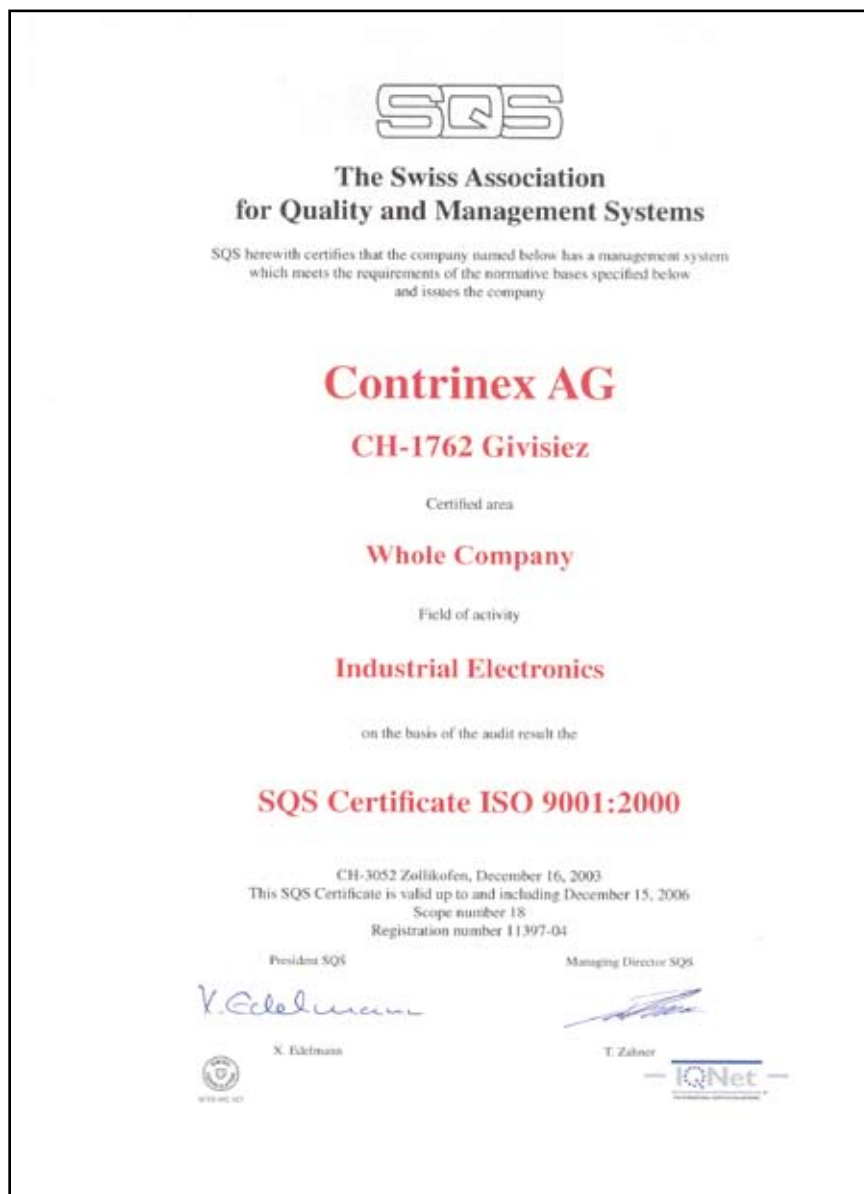 SQS
The Swiss Association
for Quality and Management Systems
SQS herewith certifies that the company named below has a management system
which meets the requirements of the normative bases specified below
and issues the company
Contrinex AG
CH-1762 Givisiez
Certified area
Whole Company
Field of activity
Industrial Electronics
on the basis of the audit result the
SQS Certificate ISO 9001:2000
CH-3052 Zollikofen, December 16, 2003
This SQS Certificate is valid up to and including December 15, 2006
Scope number 18
Registration number 11397-04
President SQS Managing Director SQS
X. Edelmann
X. Edelmann T. Zahner
IQNet